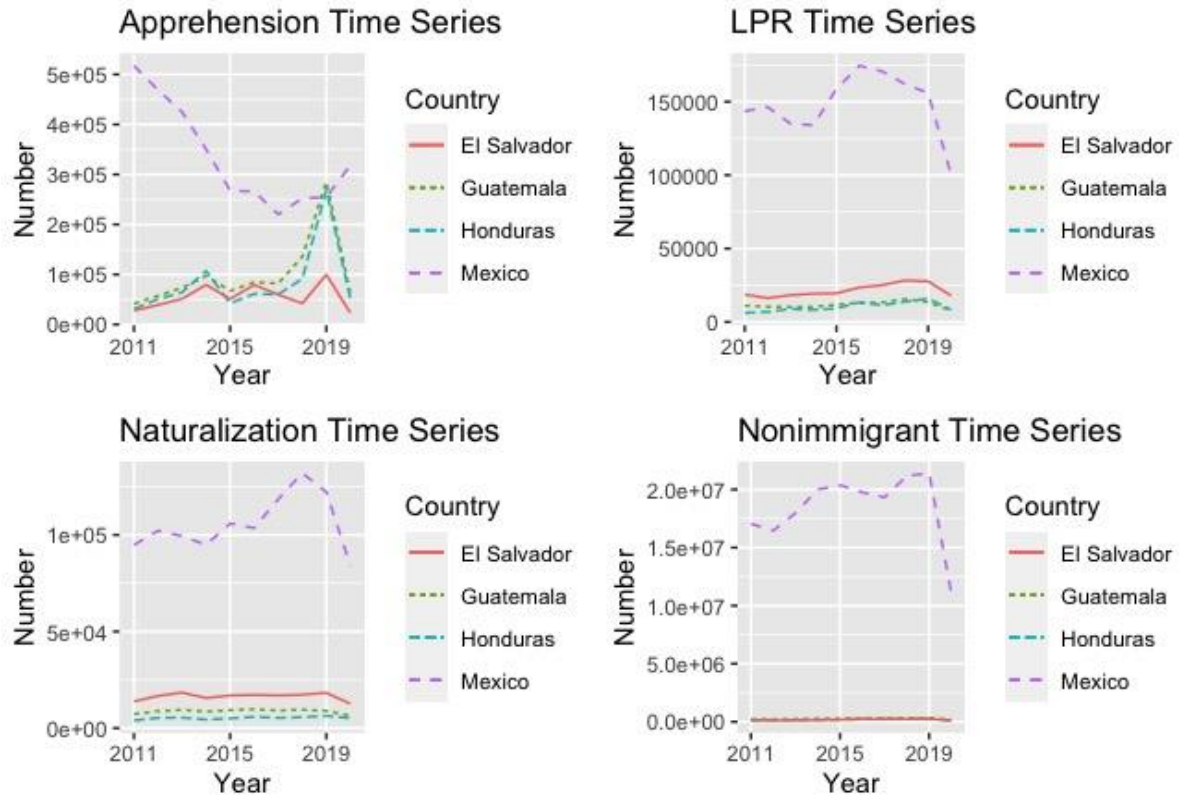 Apprehension Time Series
5e+05
4e+05
3e+05
2e+05
1e+05
0e+00
Number
2011
2015
2019
Year
Country
El Salvador
Guatemala
Honduras
Mexico
LPR Time Series
150000
100000
50000
0
Number
2011
2015
2019
Year
Country
El Salvador
Guatemala
Honduras
Mexico
Naturalization Time Series
1e+05
5e+04
0e+00
Number
2011
2015
2019
Year
Country
El Salvador
Guatemala
Honduras
Mexico
Nonimmigrant Time Series
2.0e+07
1.5e+07
1.0e+07
5.0e+06
0.0e+00
Number
2011
2015
2019
Year
Country
El Salvador
Guatemala
Honduras
Mexico